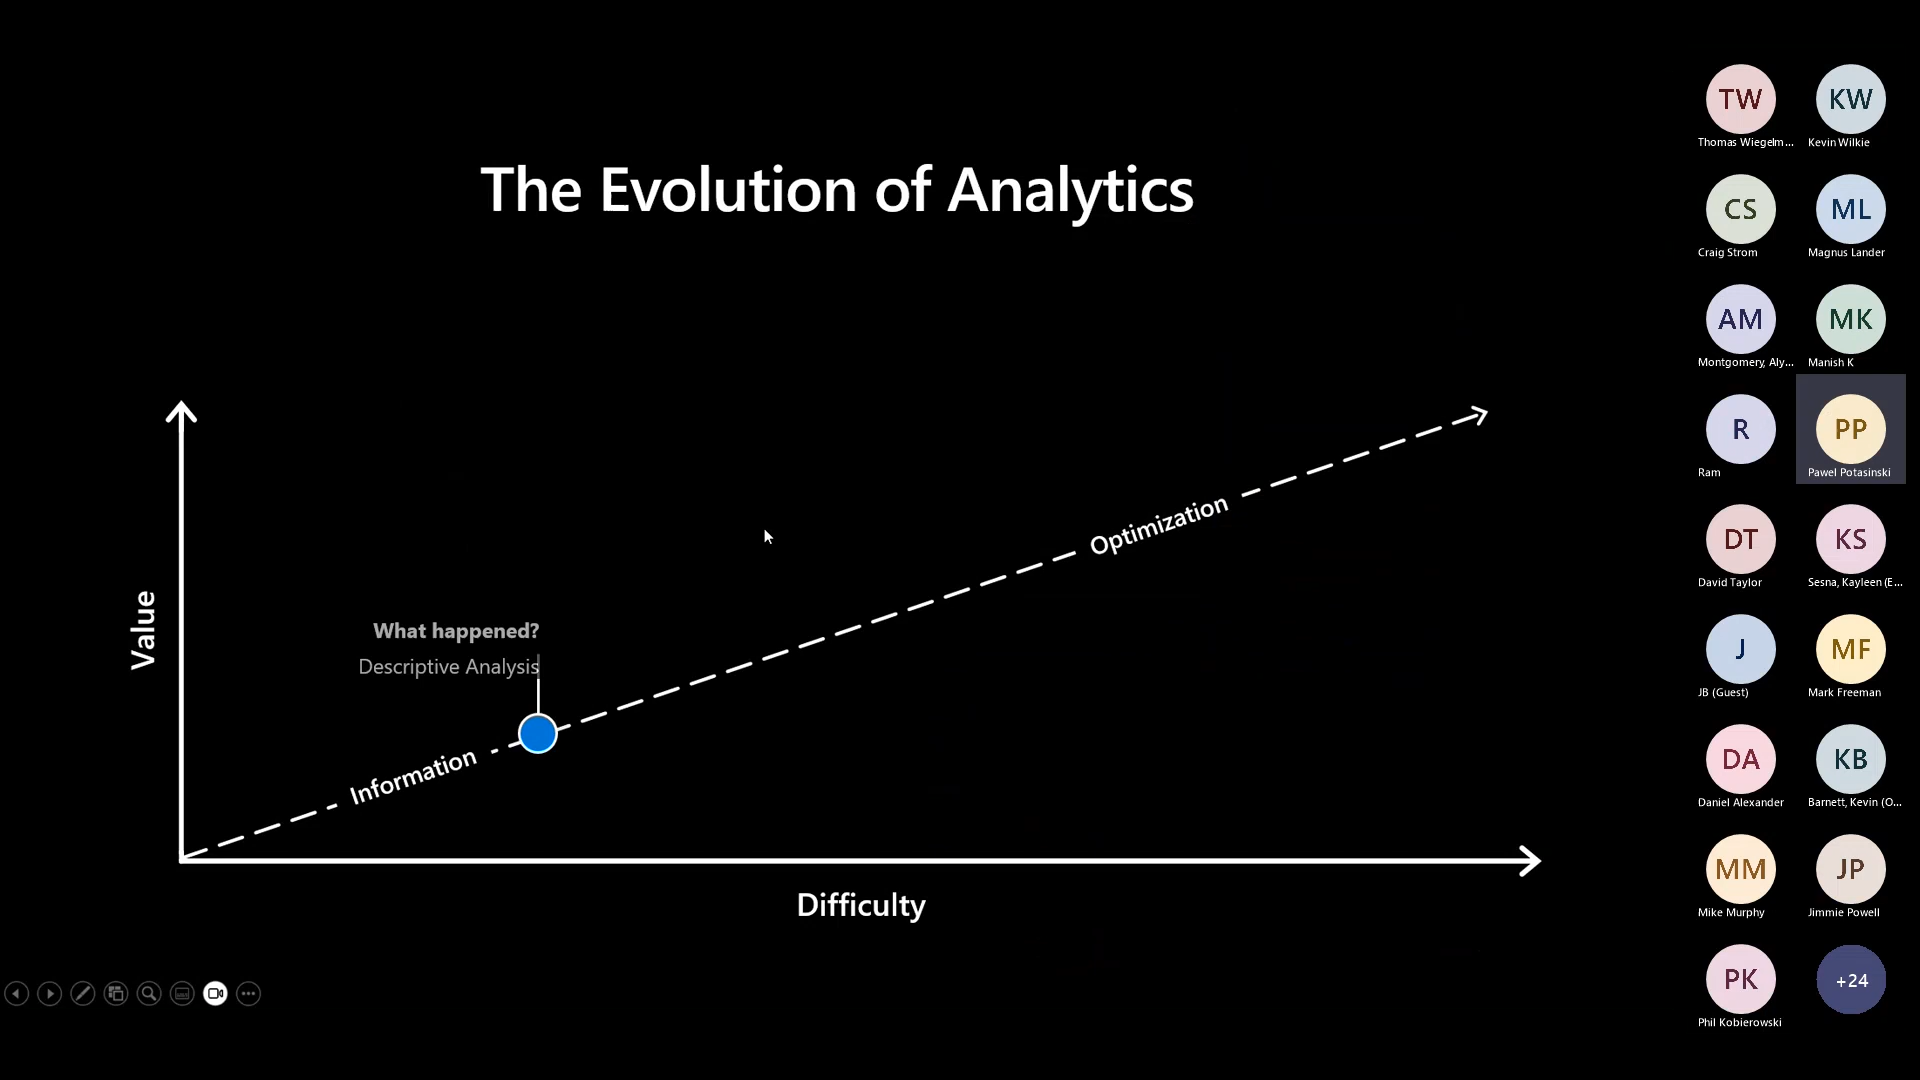 The Evolution of Analytics
Value
What happened?
Descriptive Analysis
Information
Optimization
Difficulty
TW
Thomas Wiegelm...
KW
Kevin Wilkie
CS
Craig Strom
ML
Magnus Lander
AM
Montgomery, Aly...
MK
Manish K
R
Ram
PP
Pawel Potasinski
DT
David Taylor
KS
Sesna, Kayleen (E...
J
JB (Guest)
MF
Mark Freeman
DA
Daniel Alexander
KB
Barnett, Kevin (O...
MM
Mike Murphy
JP
Jimmie Powell
PK
Phil Kobierowski
+24